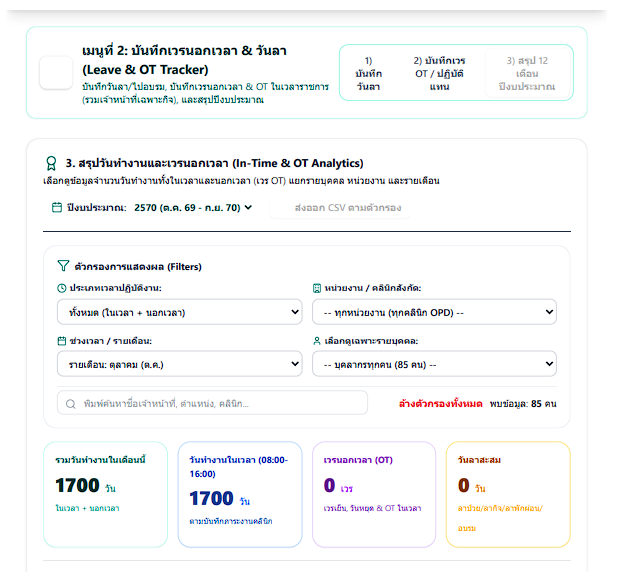 เมนูที่ 2: บันทึกเวรนอกเวลา & วันลา
(Leave & OT Tracker)
บันทึกวันลา/ไปอบรม, บันทึกเวรนอกเวลา & OT ในเวลาราชการ
(รวมเจ้าหน้าที่เฉพาะกิจ), และสรุปปีงบประมาณ
1)
บันทึก
วันลา
2) บันทึกเวร
OT / ปฏิบัติ
แทน
3) สรุป 12
เดือน
ปีงบประมาณ
3. สรุปวันทำงานและเวรนอกเวลา (In-Time & OT Analytics)
เลือกดูข้อมูลจำนวนวันทำงานทั้งในเวลาและนอกเวลา (เวร OT) แยกรายบุคคล หน่วยงาน และรายเดือน
ปีงบประมาณ: 2570 (ต.ค. 69 - ก.ย. 70)
ส่งออก CSV ตามตัวกรอง
ตัวกรองการแสดงผล (Filters)
ประเภทเวลาปฏิบัติงาน:
หน่วยงาน / คลินิกสังกัด:
ทั้งหมด (ในเวลา + นอกเวลา)
-- ทุกหน่วยงาน (ทุกคลินิก OPD) --
ช่วงเวลา / รายเดือน:
เลือกดูเฉพาะรายบุคคล:
รายเดือน: ตุลาคม (ต.ค.)
-- บุคลากรทุกคน (85 คน) --
พิมพ์ค้นหาชื่อเจ้าหน้าที่, ตำแหน่ง, คลินิก...
ล้างตัวกรองทั้งหมด
พบข้อมูล: 85 คน
รวมวันทำงานในเดือนนี้
1700 วัน
ในเวลา + นอกเวลา
วันทำงานในเวลา (08:00-
16:00)
1700 วัน
ตามบันทึกภาระงานคลินิก
เวรนอกเวลา (OT)
0 เวร
เวรเย็น, วันหยุด & OT ในเวลา
วันลาสะสม
0 วัน
ลาป่วย/ลากิจ/ลาพักผ่อน/
อบรม